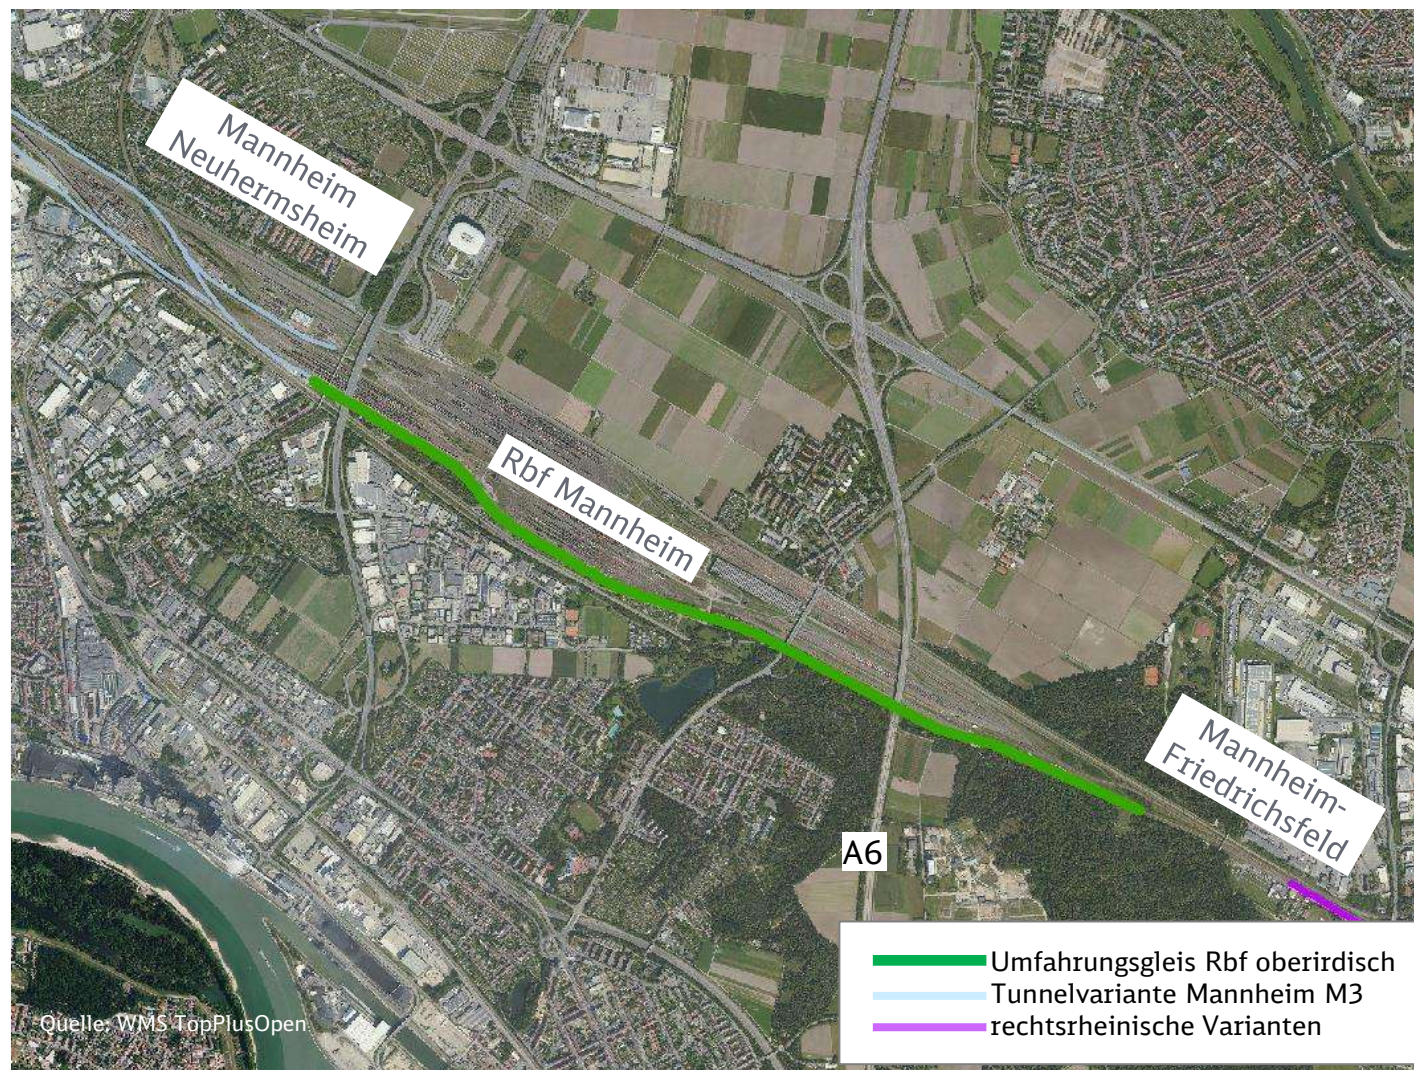 Mannheim
Neuhermsheim
Rbf Mannheim
Mannheim-
Friedrichsfeld
A6
Umfahrungsgleis Rbf oberirdisch
Tunnelvariante Mannheim M3
rechtsrheinische Varianten
Quelle: WMS TopPlusOpen